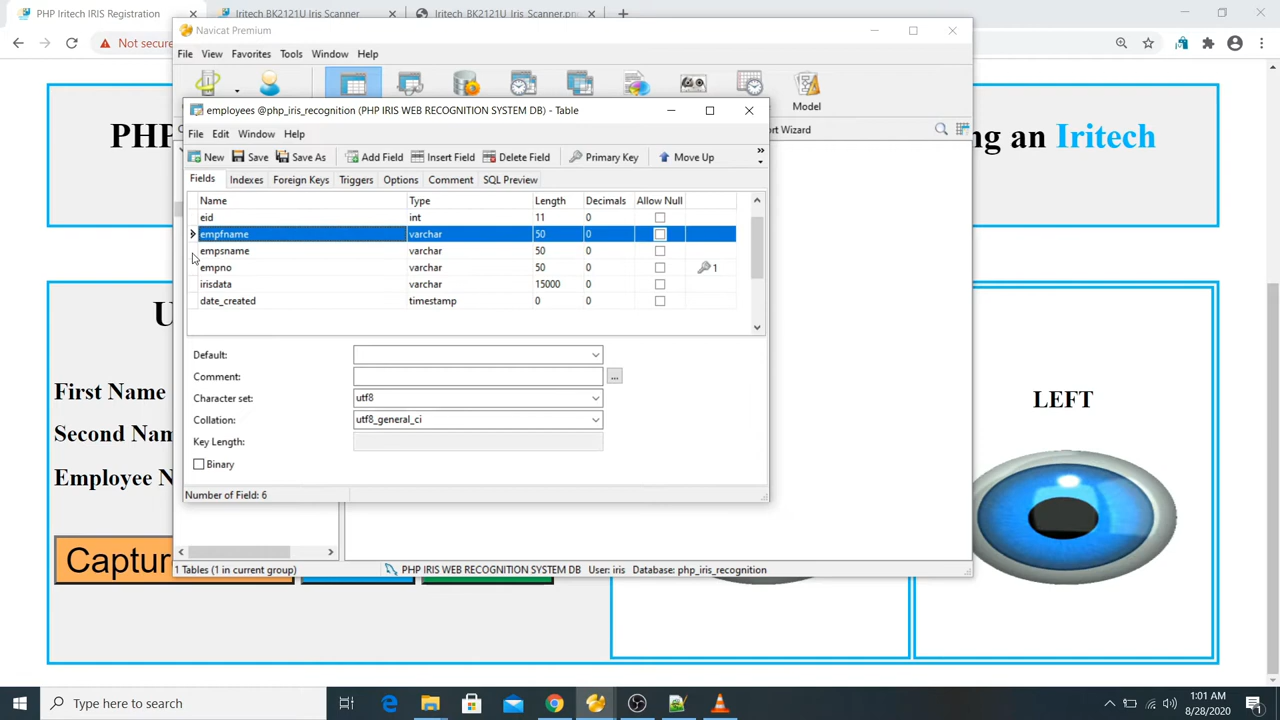 PHP Iritech IRIS Registration
Iritech BK2121U Iris Scanner
Iritech_BK2121U_Iris_Scanner.pn
Not secure
Navicat Premium
File View Favorites Tools Window Help
Model
employees @php_iris_recognition (PHP IRIS WEB RECOGNITION SYSTEM DB) - Table
ort Wizard
File Edit Window Help
PHP
ng an Iritech
New Save Save As Add Field Insert Field Delete Field Primary Key Move Up
Fields Indexes Foreign Keys Triggers Options Comment SQL Preview
Name Type Length Decimals Allow Null
eid int 11 0
empfname varchar 50 0
empsname varchar 50 0
empno varchar 50 0 1
irisdata varchar 15000 0
date_created timestamp 0 0
U
Default:
Comment:
...
Character set: utf8
Collation: utf8_general_ci
Key Length:
Binary
Number of Field: 6
First Name
Second Nam
Employee N
LEFT
Captur
1 Tables (1 in current group)
PHP IRIS WEB RECOGNITION SYSTEM DB User: iris Database: php_iris_recognition
Type here to search
1:01 AM
8/28/2020
1